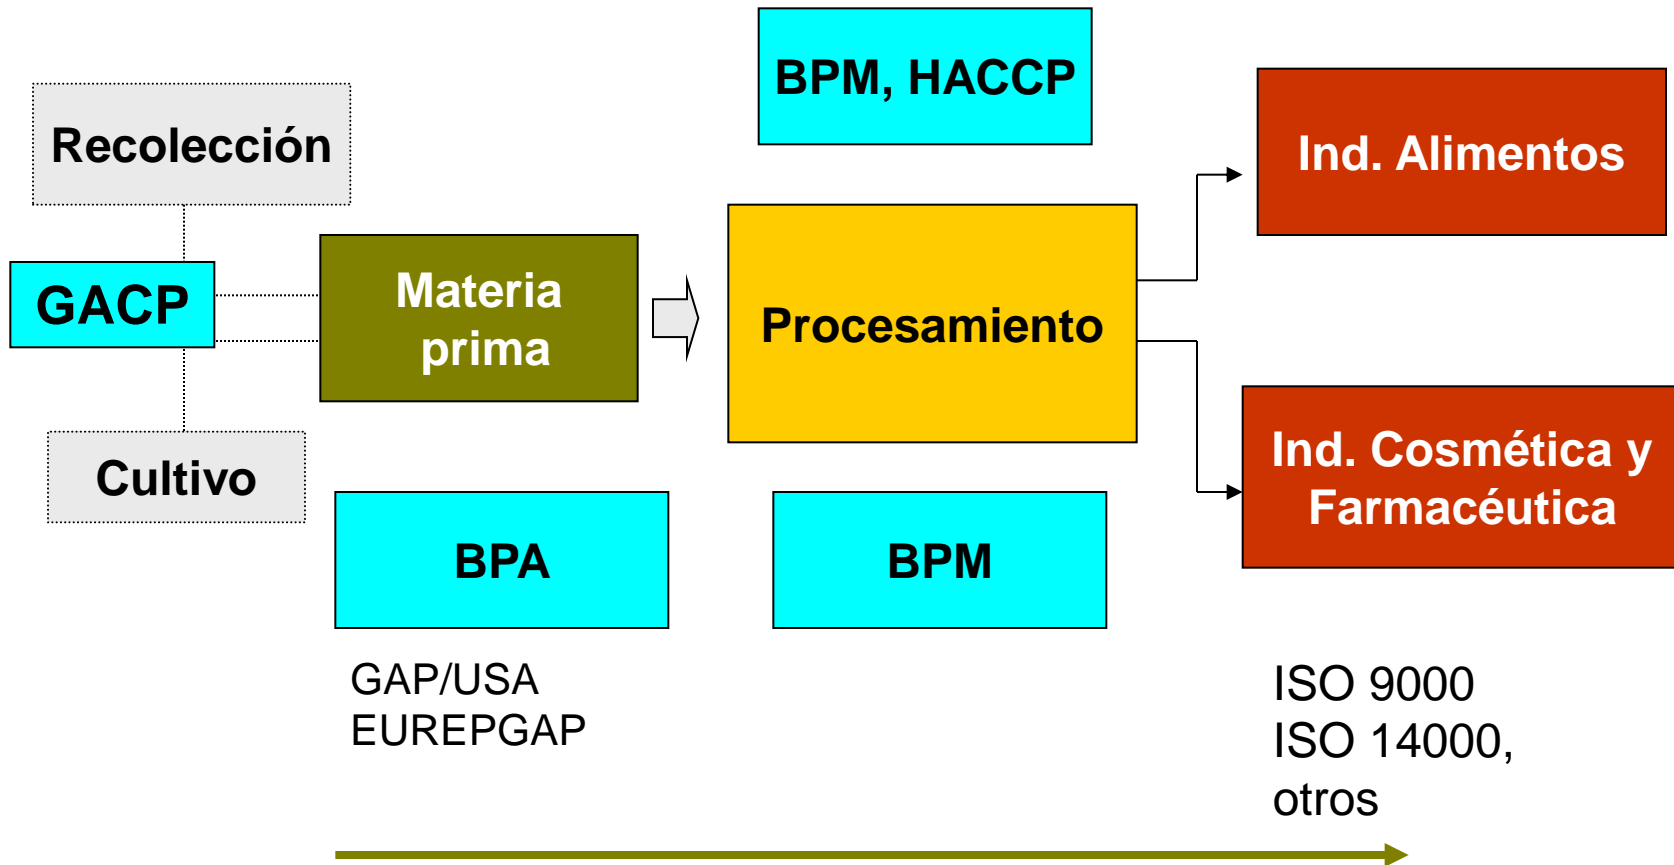 BPM, HACCP
Recolección
Ind. Alimentos
GACP
Materia
prima
Procesamiento
Cultivo
Ind. Cosmética y
Farmacéutica
BPA
BPM
GAP/USA
EUREPGAP
ISO 9000
ISO 14000,
otros